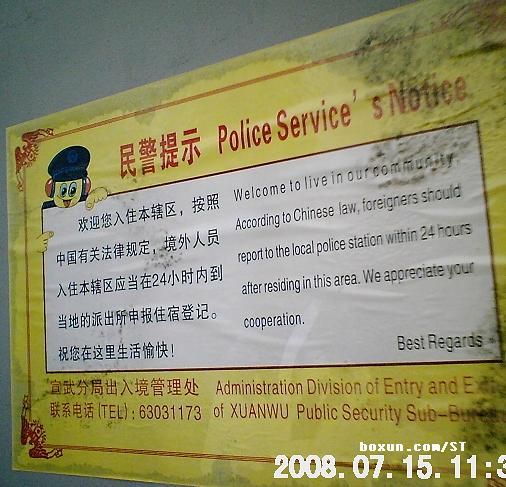 民警提示 Police Service's Notice
欢迎您入住本辖区，按照
中国有关法律规定，境外人员
入住本辖区应当在24小时内到
当地的派出所申报住宿登记。
祝您在这里生活愉快！
Welcome to live in our community.
According to Chinese law, foreigners should
report to the local police station within 24 hours
after residing in this area. We appreciate your
cooperation.
Best Regards
宣武分局出入境管理处
联系电话(TEL)：63031173
Administration Division of Entry and
of XUANWU Public Security
boxun.com/ST
2008.07.15.11:3